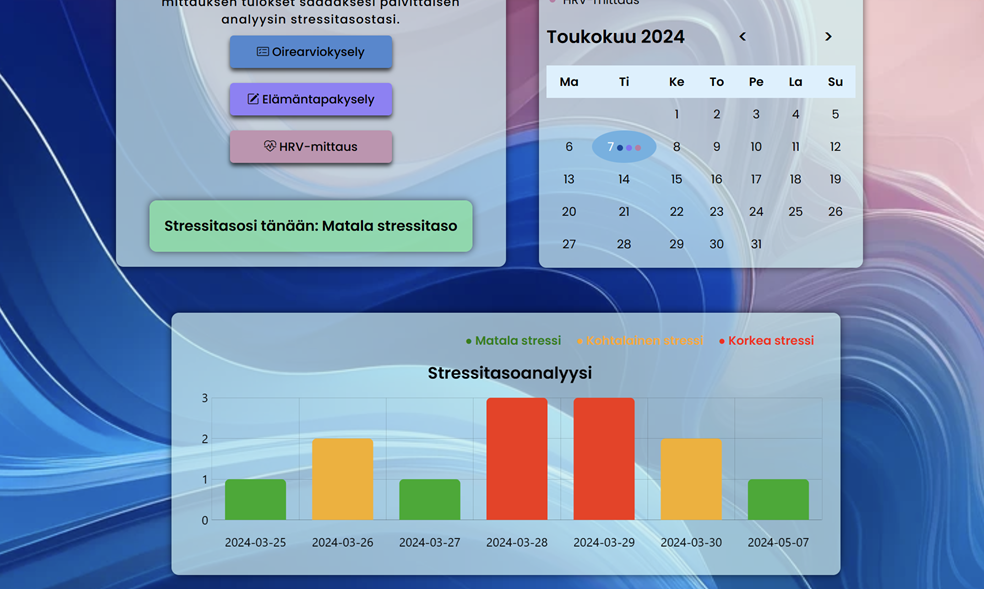 mittauksen tulokset saadaksesi päivittäisen
analyysin stressitasostasi.
Oirearviokysely
Elämäntapakysely
HRV-mittaus
Stressitasosi tänään: Matala stressitaso
HRV-mittaus
Toukokuu 2024 < >
Ma Ti Ke To Pe La Su
1 2 3 4 5
6 7 8 9 10 11 12
13 14 15 16 17 18 19
20 21 22 23 24 25 26
27 28 29 30 31
Matala stressi Kohtalainen stressi Korkea stressi
Stressitasoanalyysi
3
2
1
0
2024-03-25 2024-03-26 2024-03-27 2024-03-28 2024-03-29 2024-03-30 2024-05-07